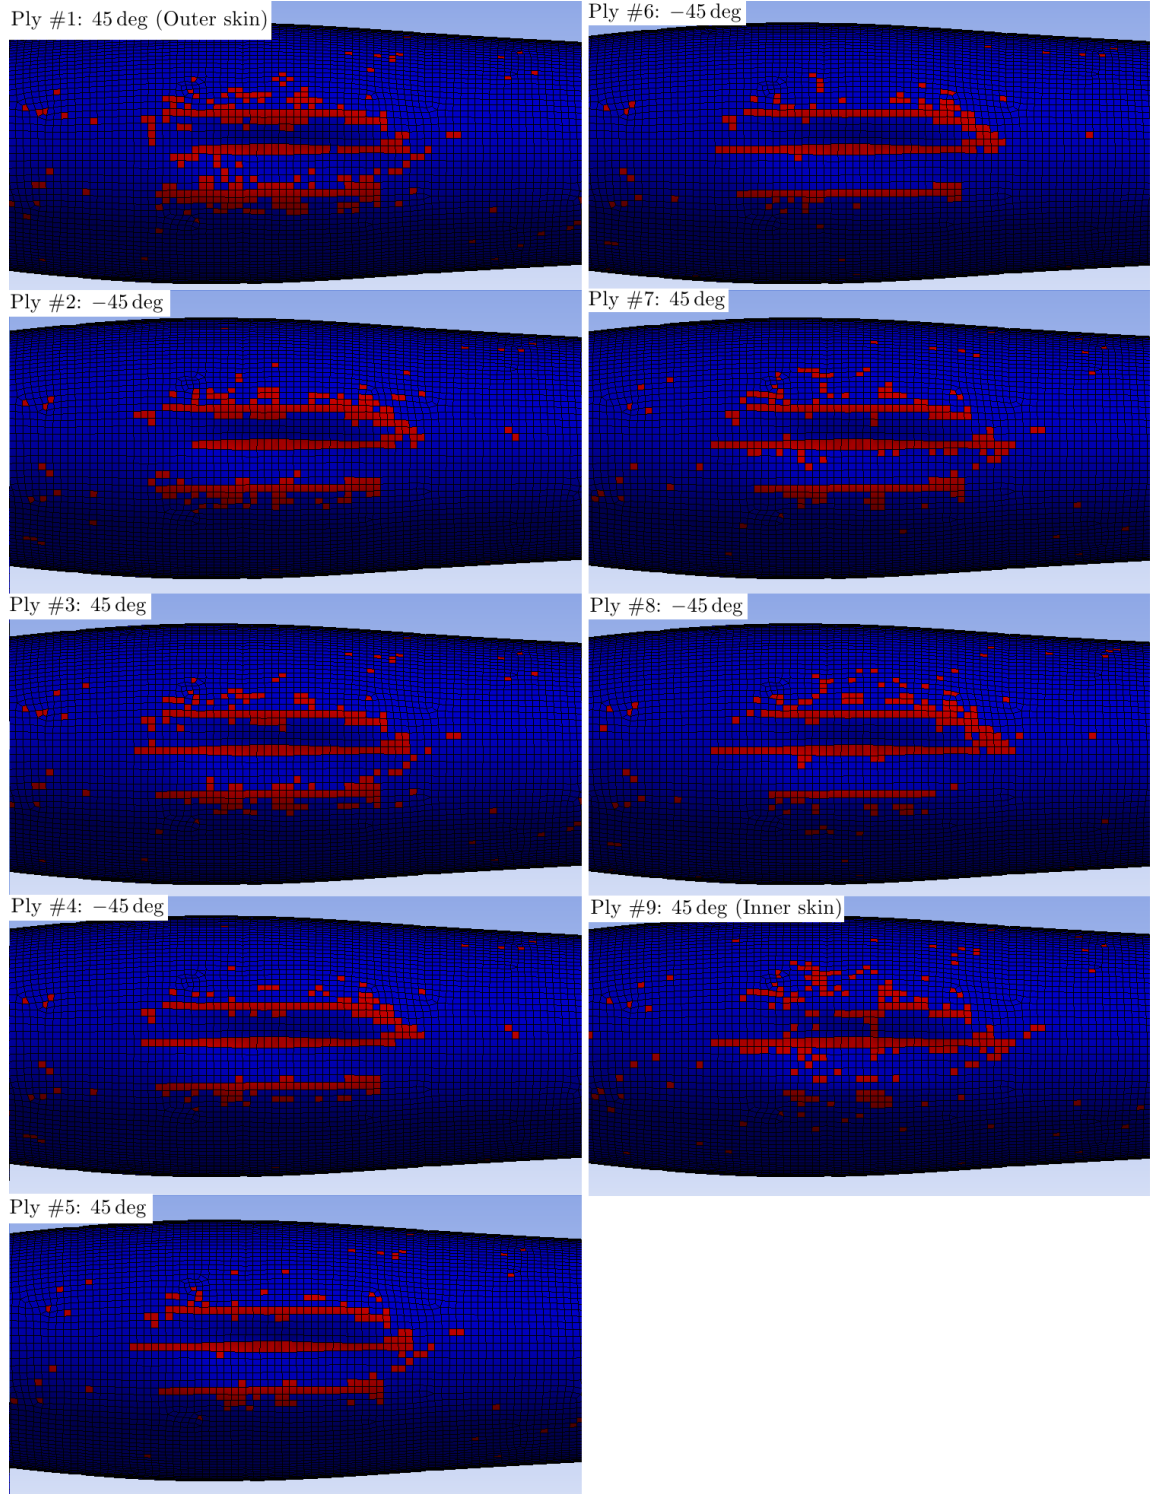 Ply #1: 45 deg (Outer skin)
Ply #2: −45 deg
Ply #3: 45 deg
Ply #4: −45 deg
Ply #5: 45 deg
Ply #6: −45 deg
Ply #7: 45 deg
Ply #8: −45 deg
Ply #9: 45 deg (Inner skin)